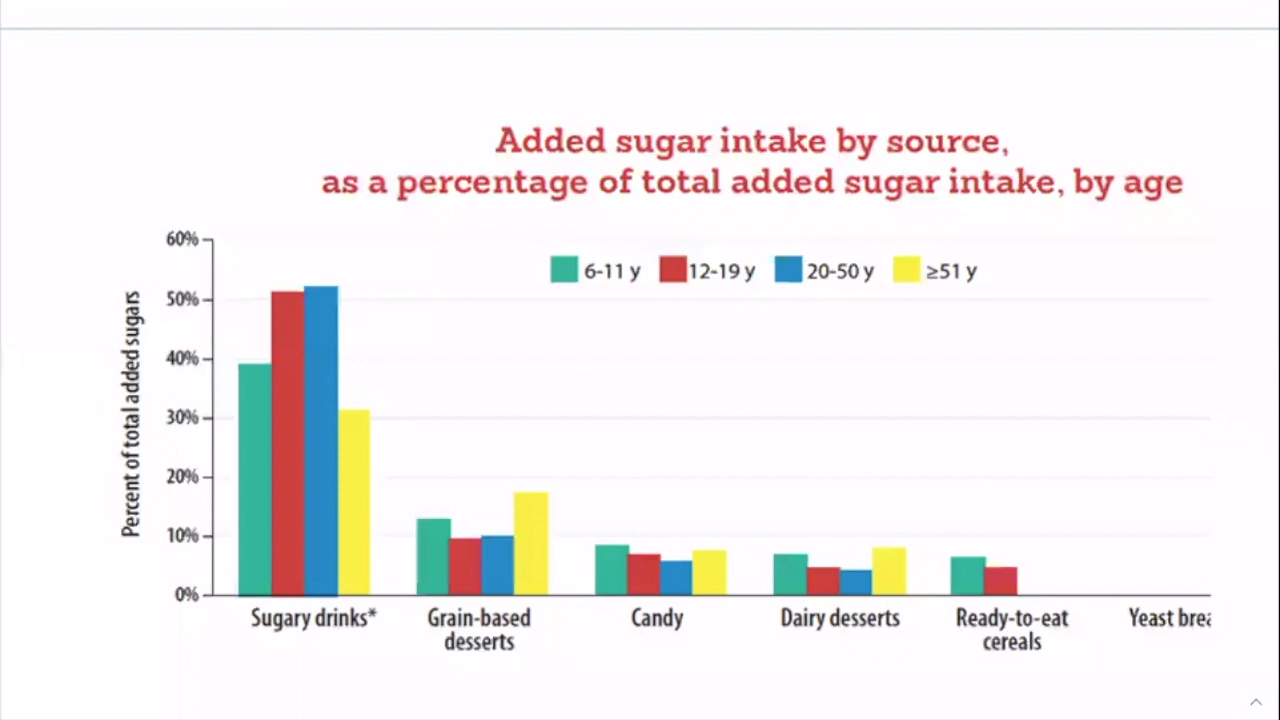 Added sugar intake by source,
as a percentage of total added sugar intake, by age
60%
6-11 y 12-19 y 20-50 y ≥51 y
50%
40%
30%
20%
10%
0%
Percent of total added sugars
Sugary drinks* Grain-based Candy Dairy desserts Ready-to-eat Yeast brea
desserts cereals